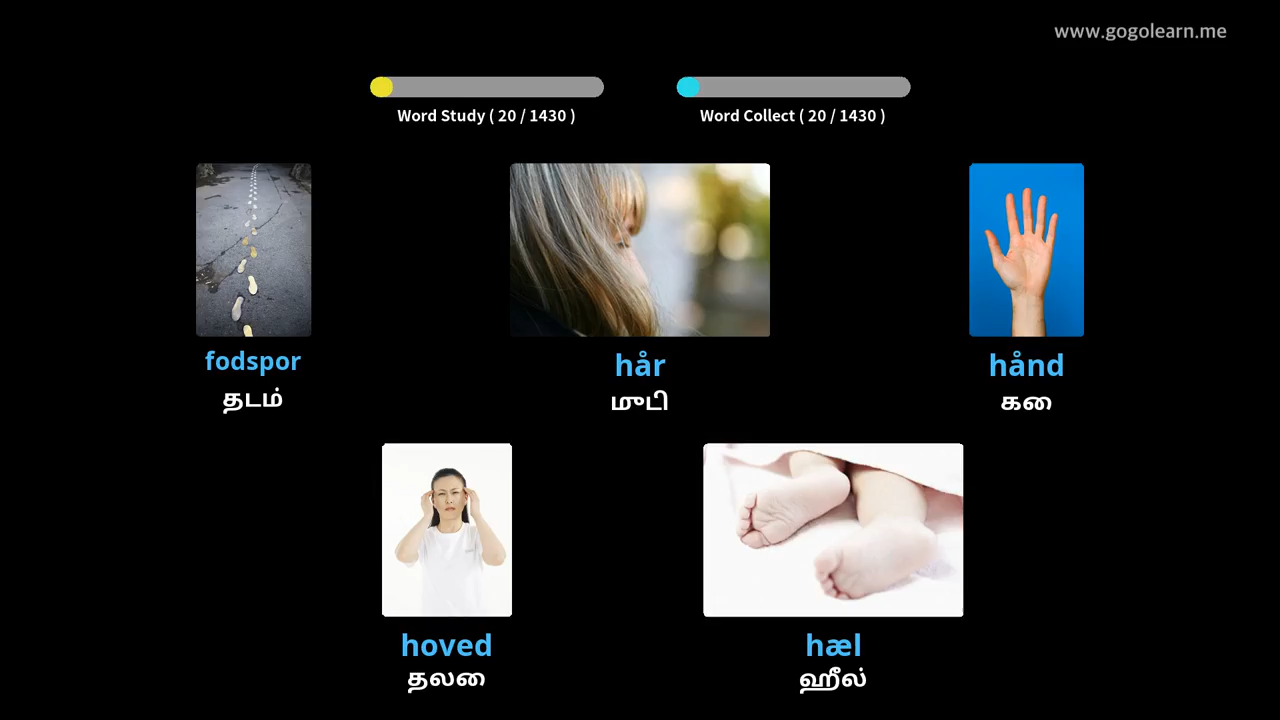 www.gogolearn.me
Word Study ( 20 / 1430 )
Word Collect ( 20 / 1430 )
fodspor
தடம்
hår
முடி
hånd
கை
hoved
தலை
hæl
ஹீல்